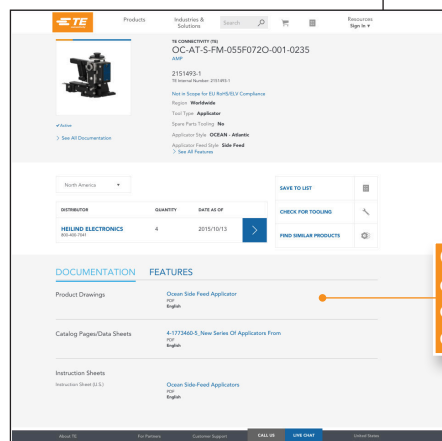 TE
Products
Industries &
Solutions
Search
Resources
Sign In
TE CONNECTIVITY (TE)
OC-AT-S-FM-055F072O-
001-0235
AMP
2151493-1
TE Internal Number: 2151493-1
Not in Scope for EU RoHS/ELV Compliance
Region Worldwide
Tool Type Applicator
Spare Parts Tooling No
Applicator Style OCEAN - Atlantic
Applicator Feed Style Side Feed
> See All Features
Active
> See All Documentation
North America
SAVE TO LIST
DISTRIBUTOR QUANTITY DATE AS OF
CHECK FOR TOOLING
HEILIND ELECTRONICS 4 2015/10/13
800-400-7041
FIND SIMILAR PRODUCTS
DOCUMENTATION FEATURES
Product Drawings
Ocean Side Feed Applicator
PDF
English
Catalog Pages/Data Sheets
4-1773460-5_New Series Of Applicators From
PDF
English
Instruction Sheets
Instruction Sheet (U.S.)
Ocean Side-Feed Applicators
PDF
English
About TE For Partners Customer Support CALL US LIVE CHAT United States